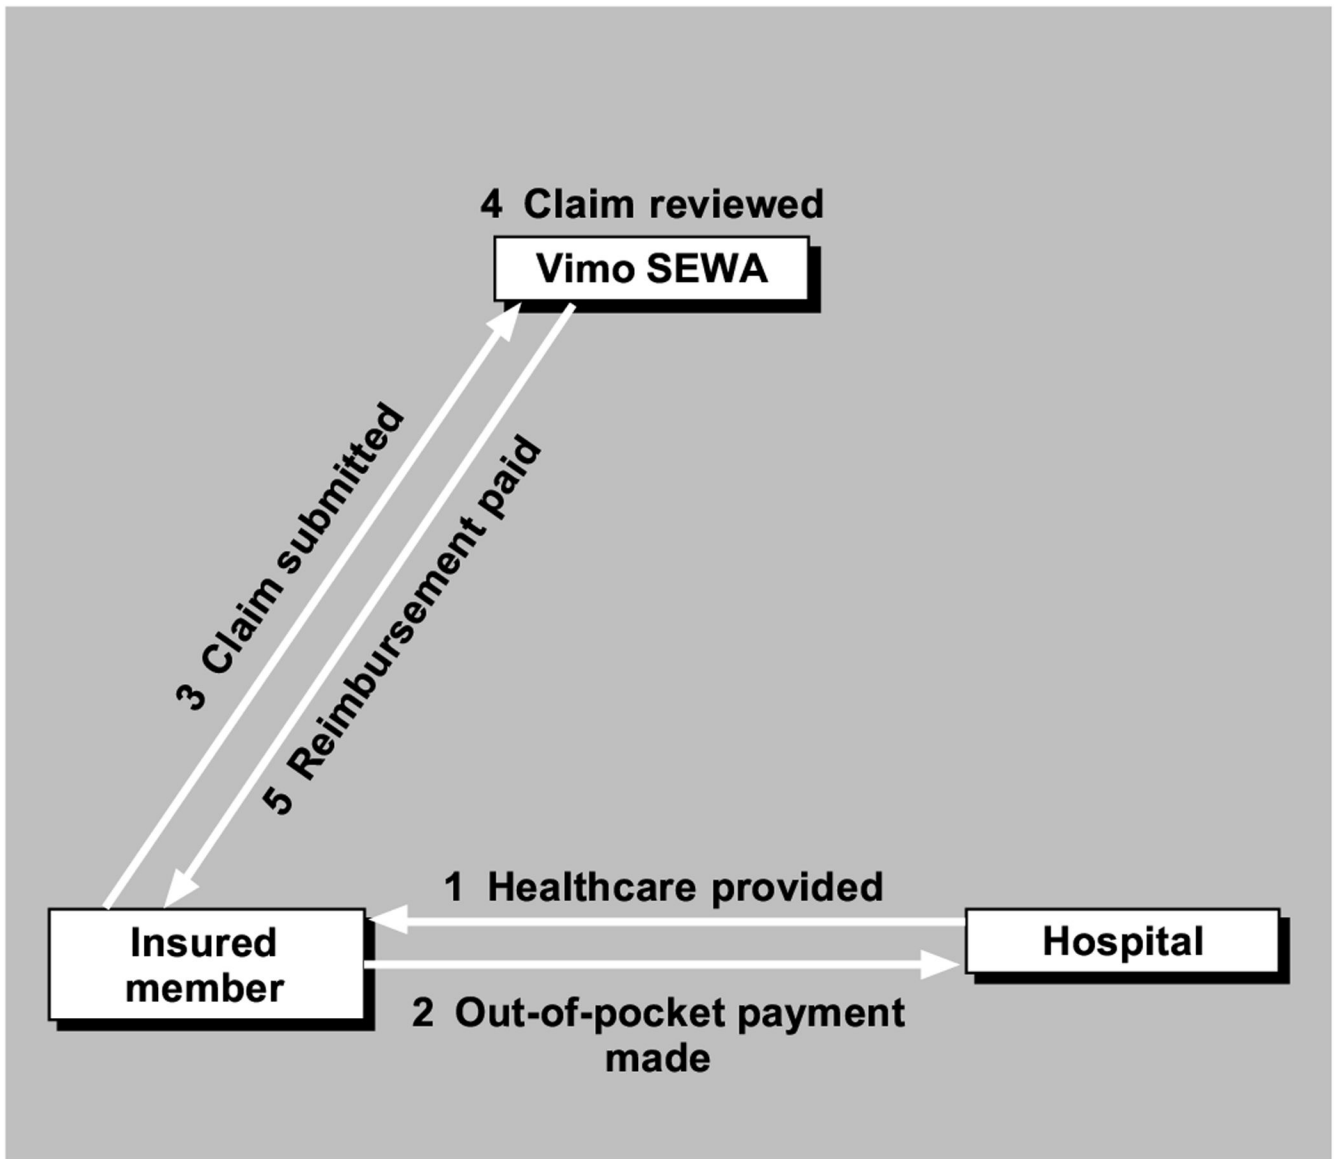 4 Claim reviewed
Vimo SEWA
3 Claim submitted
5 Reimbursement paid
1 Healthcare provided
Insured
member
Hospital
2 Out-of-pocket payment
made